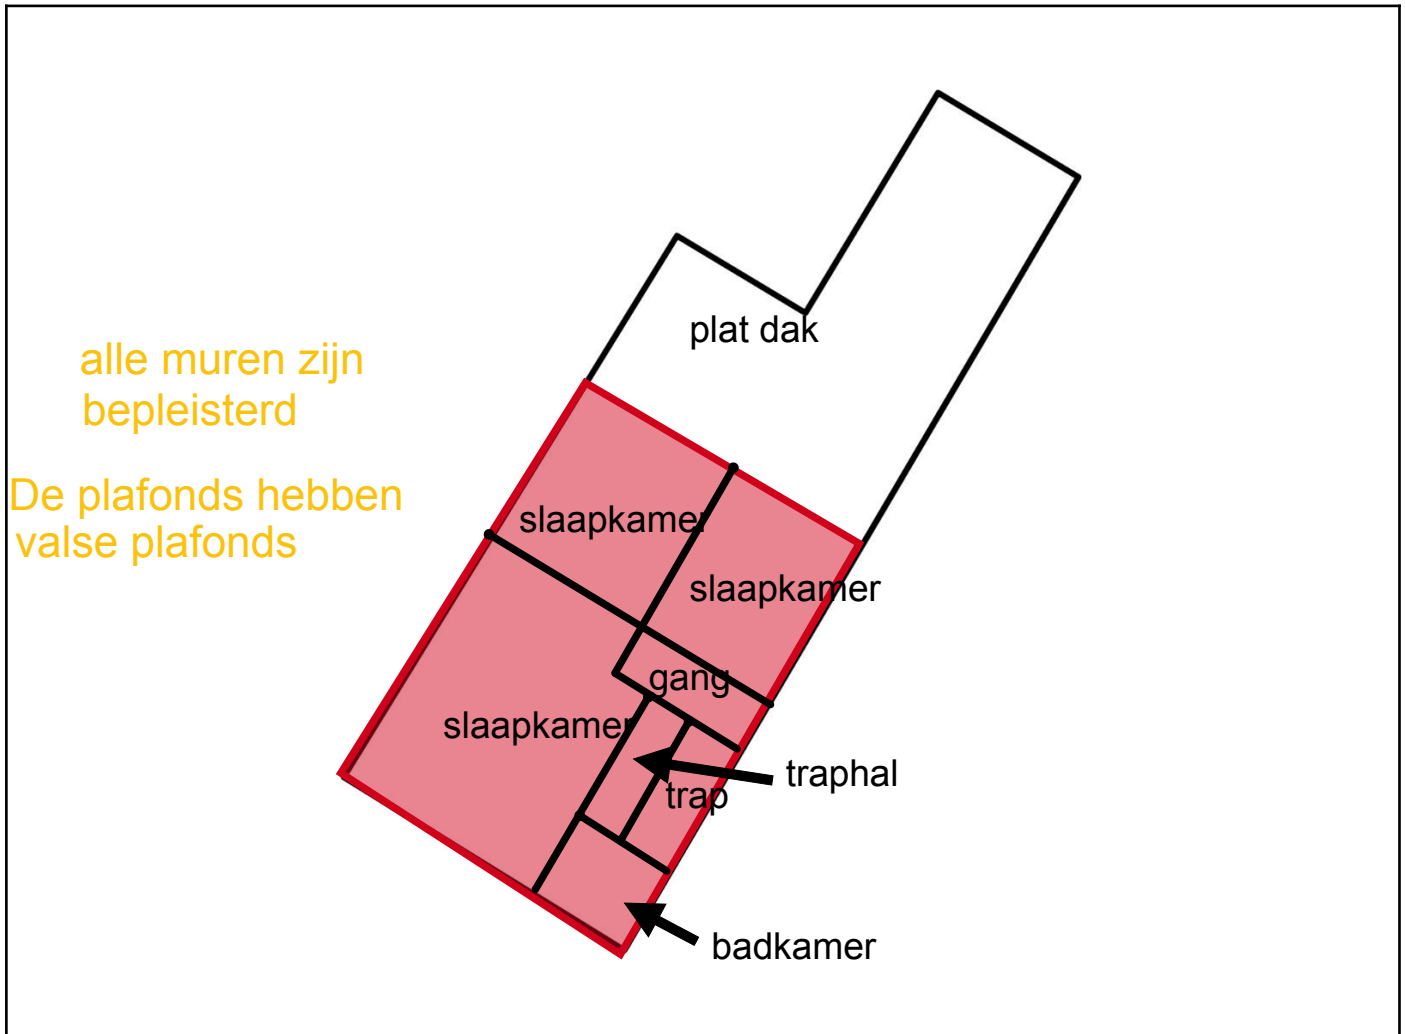 plat dak
alle muren zijn
bepleisterd
De plafonds hebben
valse plafonds
slaapkamer
slaapkamer
gang
slaapkamer
traphal
trap
badkamer